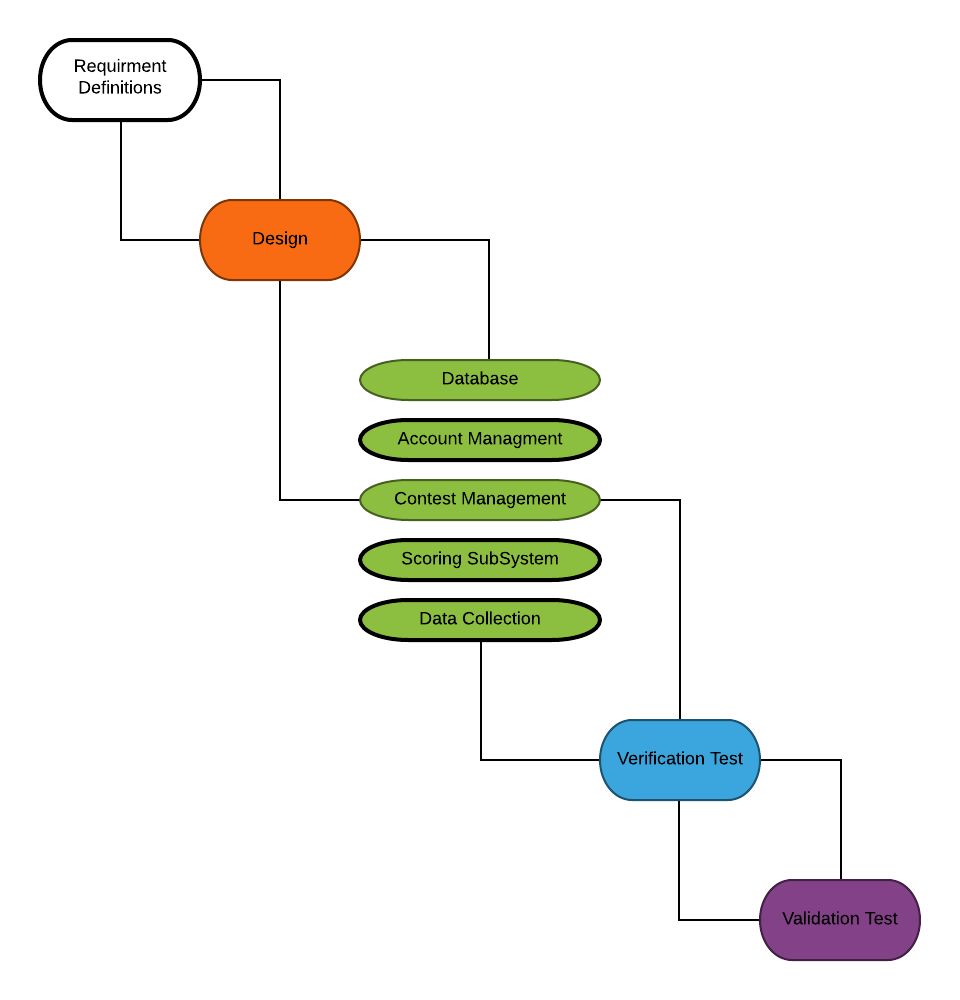 Requirment
Definitions
Design
Database
Account Managment
Contest Management
Scoring SubSystem
Data Collection
Verification Test
Validation Test